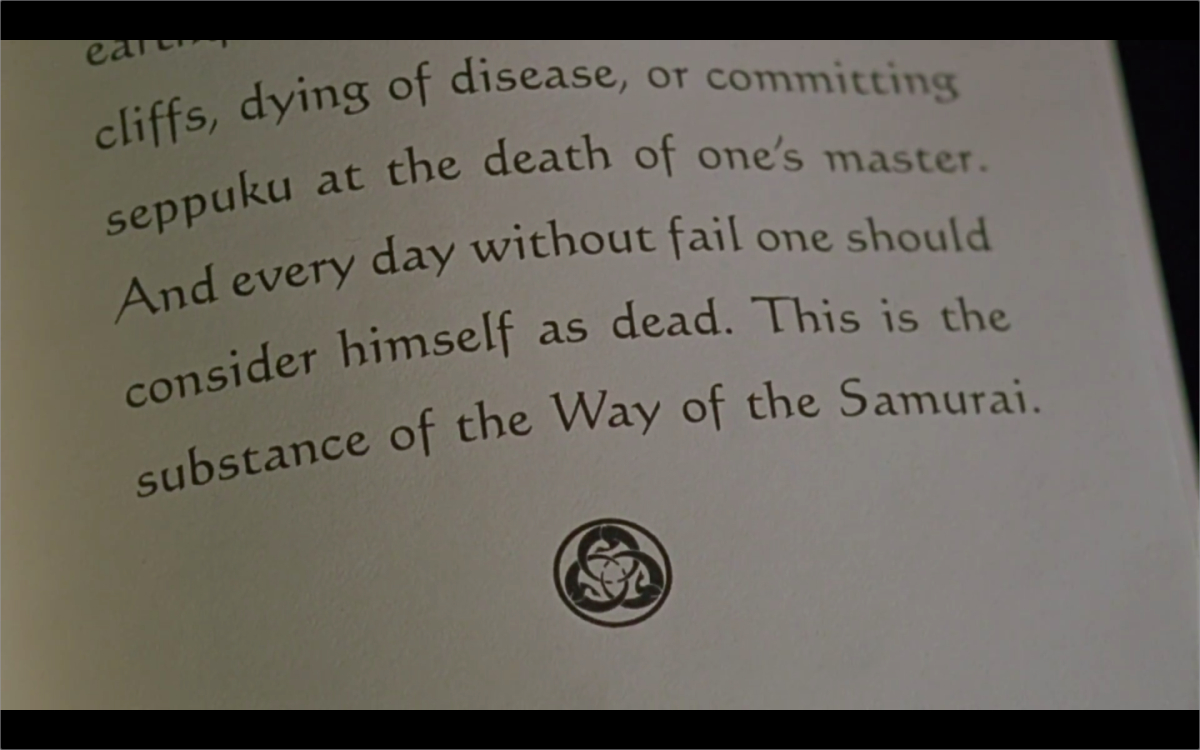 cliffs, dying of disease, or committing
seppuku at the death of one's master.
And every day without fail one should
consider himself as dead. This is the
substance of the Way of the Samurai.